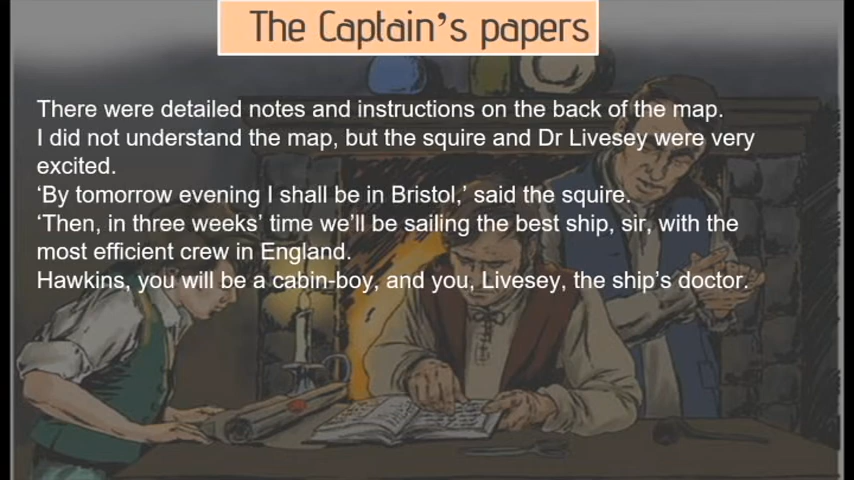 The Captain’s papers
There were detailed notes and instructions on the back of the map.
I did not understand the map, but the squire and Dr Livesey were very
excited.
‘By tomorrow evening I shall be in Bristol,’ said the squire.
‘Then, in three weeks’ time we’ll be sailing the best ship, sir, with the
most efficient crew in England.
Hawkins, you will be a cabin-boy, and you, Livesey, the ship’s doctor.